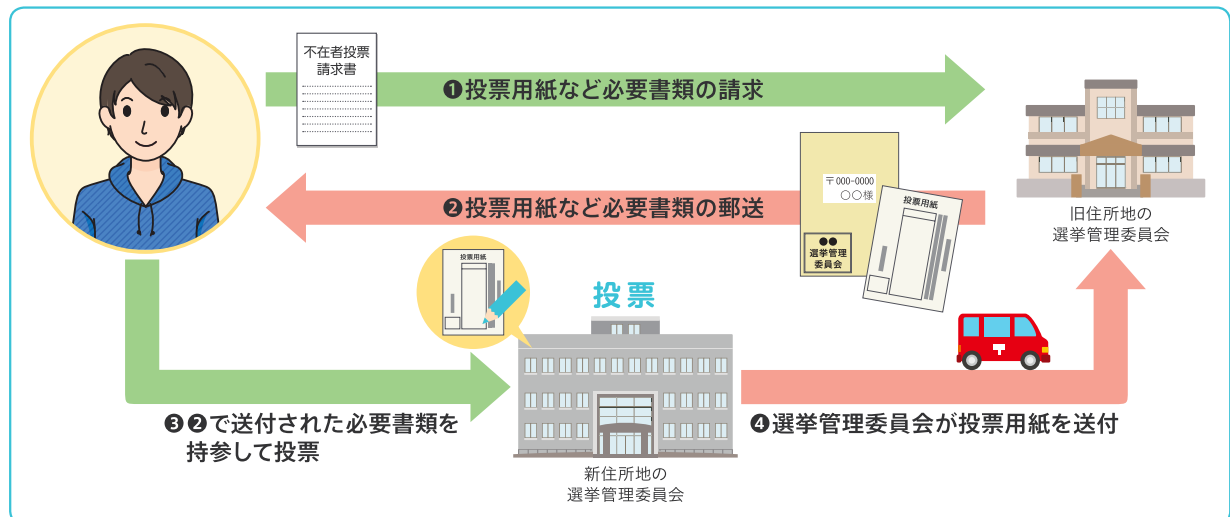 不在者投票
請求書
❶投票用紙など必要書類の請求
〒000-0000
〇〇様
投票用紙
●●
選挙管理
委員会
❷投票用紙など必要書類の郵送
旧住所地の
選挙管理委員会
投票用紙
投票
❸❷で送付された必要書類を
持参して投票
新住所地の
選挙管理委員会
〒
❹選挙管理委員会が投票用紙を送付